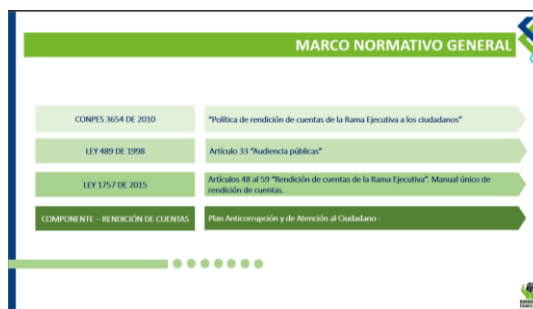 MARCO NORMATIVO GENERAL
CONPES 3654 DE 2010
"Política de rendición de cuentas de la Rama Ejecutiva a los ciudadanos"
LEY 489 DE 1998
Artículo 33 "Audiencia públicas"
LEY 1757 DE 2015
Artículos 48 al 59 "Rendición de cuentas de la Rama Ejecutiva". Manual único de
rendición de cuentas.
COMPONENTE – RENDICIÓN DE CUENTAS
Plan Anticorrupción y de Atención al Ciudadano -